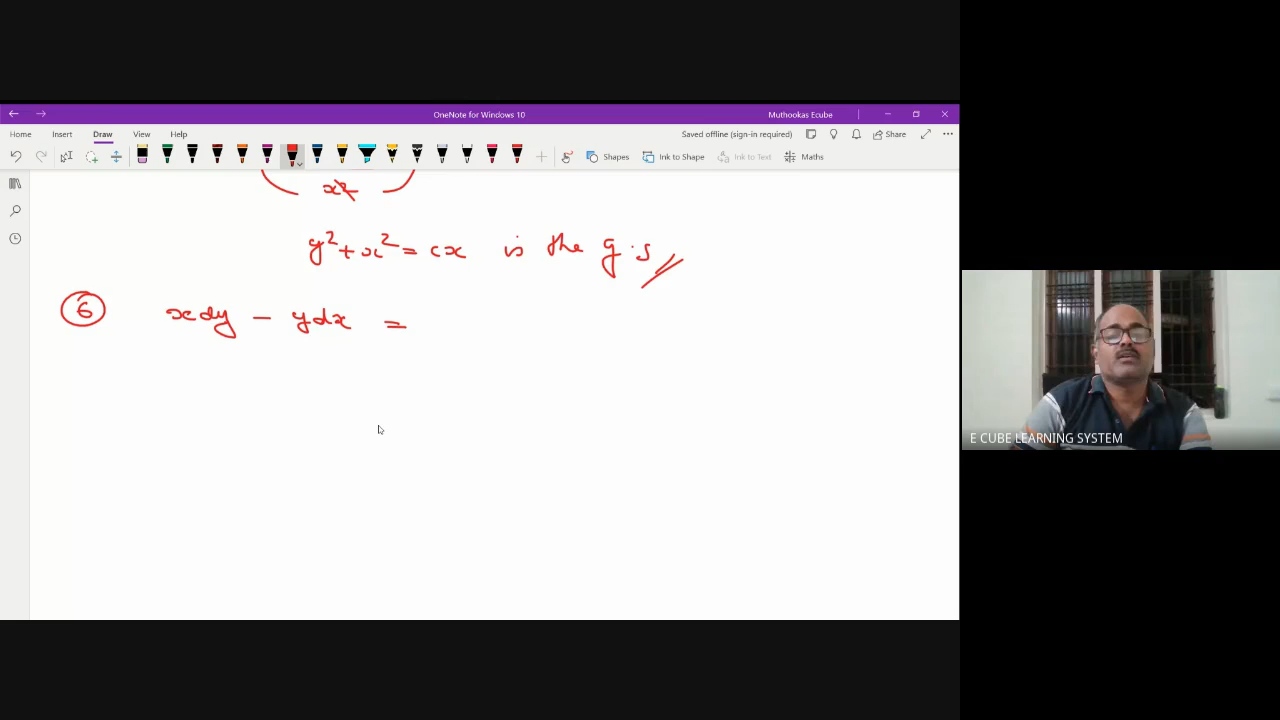 OneNote for Windows 10
Muthookas Ecube
Home Insert Draw View Help
Saved offline (sign-in required) Share
Shapes Ink to Shape Ink to Text Maths
x2
y² + x² = cx is the g.s
6 xdy - ydx =
E CUBE LEARNING SYSTEM